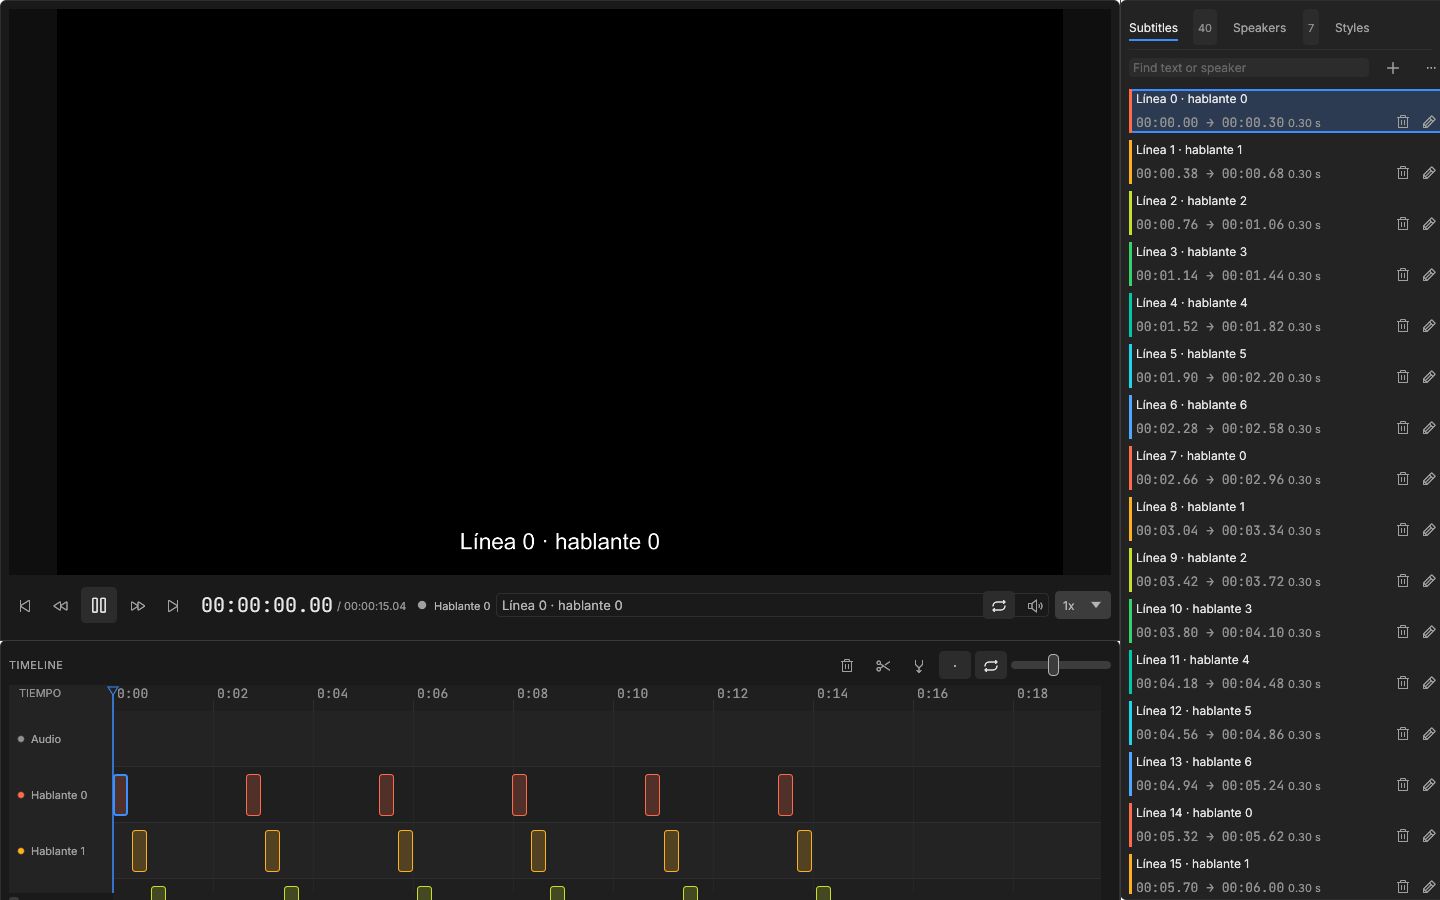 Línea 0 · hablante 0
00:00:00.00 / 00:00:15.04 Hablante 0 Línea 0 · hablante 0 1x
TIMELINE
TIEMPO 0:00 0:02 0:04 0:06 0:08 0:10 0:12 0:14 0:16 0:18
Audio
Hablante 0
Hablante 1
Subtitles 40 Speakers 7 Styles
Find text or speaker
Línea 0 · hablante 0
00:00.00 → 00:00.30 0.30 s
Línea 1 · hablante 1
00:00.38 → 00:00.68 0.30 s
Línea 2 · hablante 2
00:00.76 → 00:01.06 0.30 s
Línea 3 · hablante 3
00:01.14 → 00:01.44 0.30 s
Línea 4 · hablante 4
00:01.52 → 00:01.82 0.30 s
Línea 5 · hablante 5
00:01.90 → 00:02.20 0.30 s
Línea 6 · hablante 6
00:02.28 → 00:02.58 0.30 s
Línea 7 · hablante 0
00:02.66 → 00:02.96 0.30 s
Línea 8 · hablante 1
00:03.04 → 00:03.34 0.30 s
Línea 9 · hablante 2
00:03.42 → 00:03.72 0.30 s
Línea 10 · hablante 3
00:03.80 → 00:04.10 0.30 s
Línea 11 · hablante 4
00:04.18 → 00:04.48 0.30 s
Línea 12 · hablante 5
00:04.56 → 00:04.86 0.30 s
Línea 13 · hablante 6
00:04.94 → 00:05.24 0.30 s
Línea 14 · hablante 0
00:05.32 → 00:05.62 0.30 s
Línea 15 · hablante 1
00:05.70 → 00:06.00 0.30 s